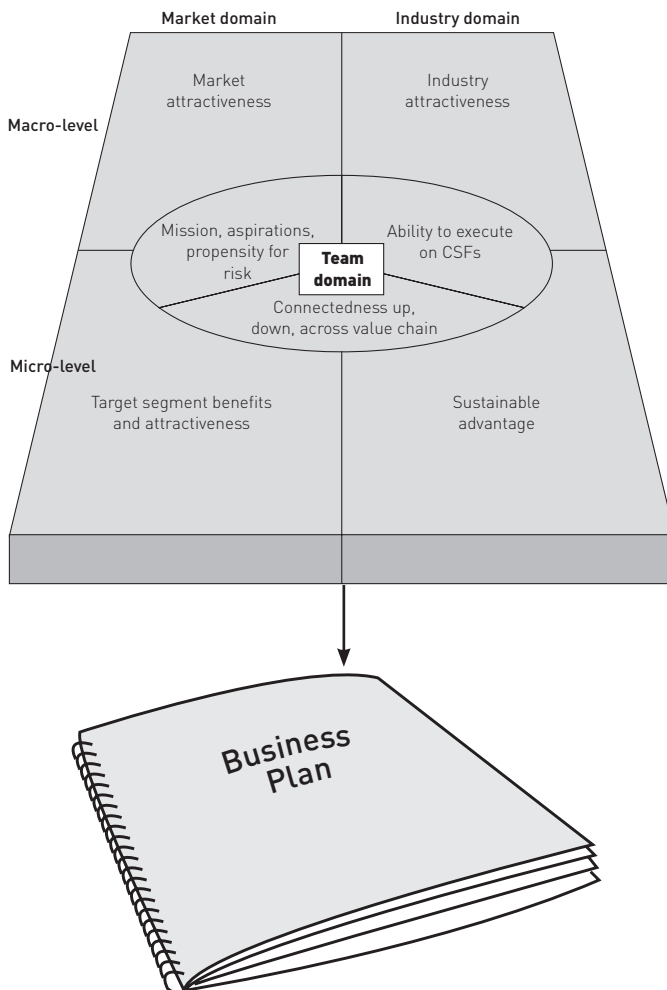 Market domain
Industry domain
Market
attractiveness
Industry
attractiveness
Macro-level
Mission, aspirations,
propensity for
risk
Ability to execute
on CSFs
Team
domain
Connectedness up,
down, across value chain
Micro-level
Target segment benefits
and attractiveness
Sustainable
advantage
Business
Plan